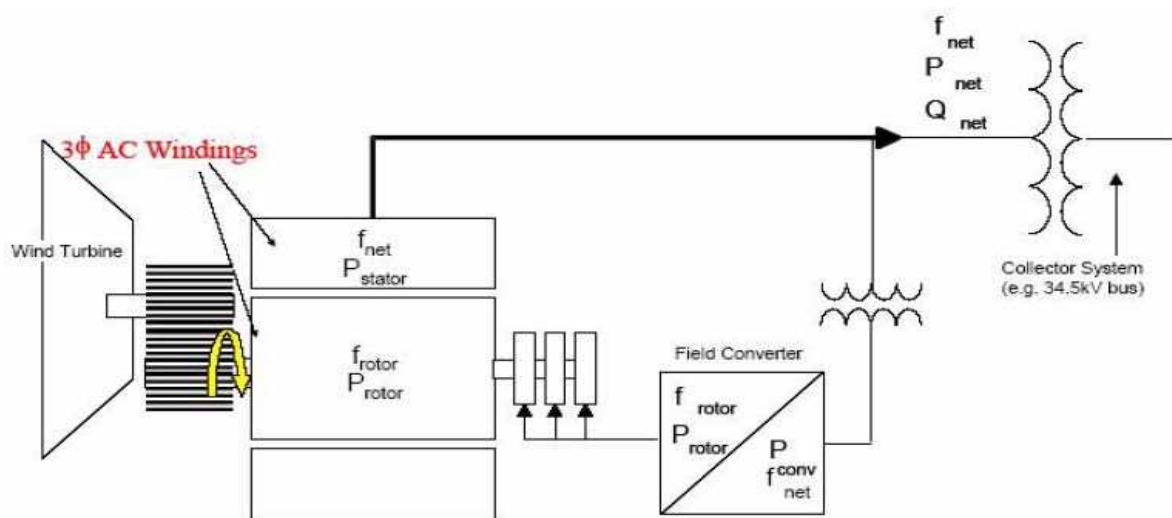 f net
P net
Q net
3ϕ AC Windings
Wind Turbine
f net
P stator
Collector System
(e.g. 34.5kV bus)
f rotor
P rotor
Field Converter
f rotor
P rotor
P conv
f net